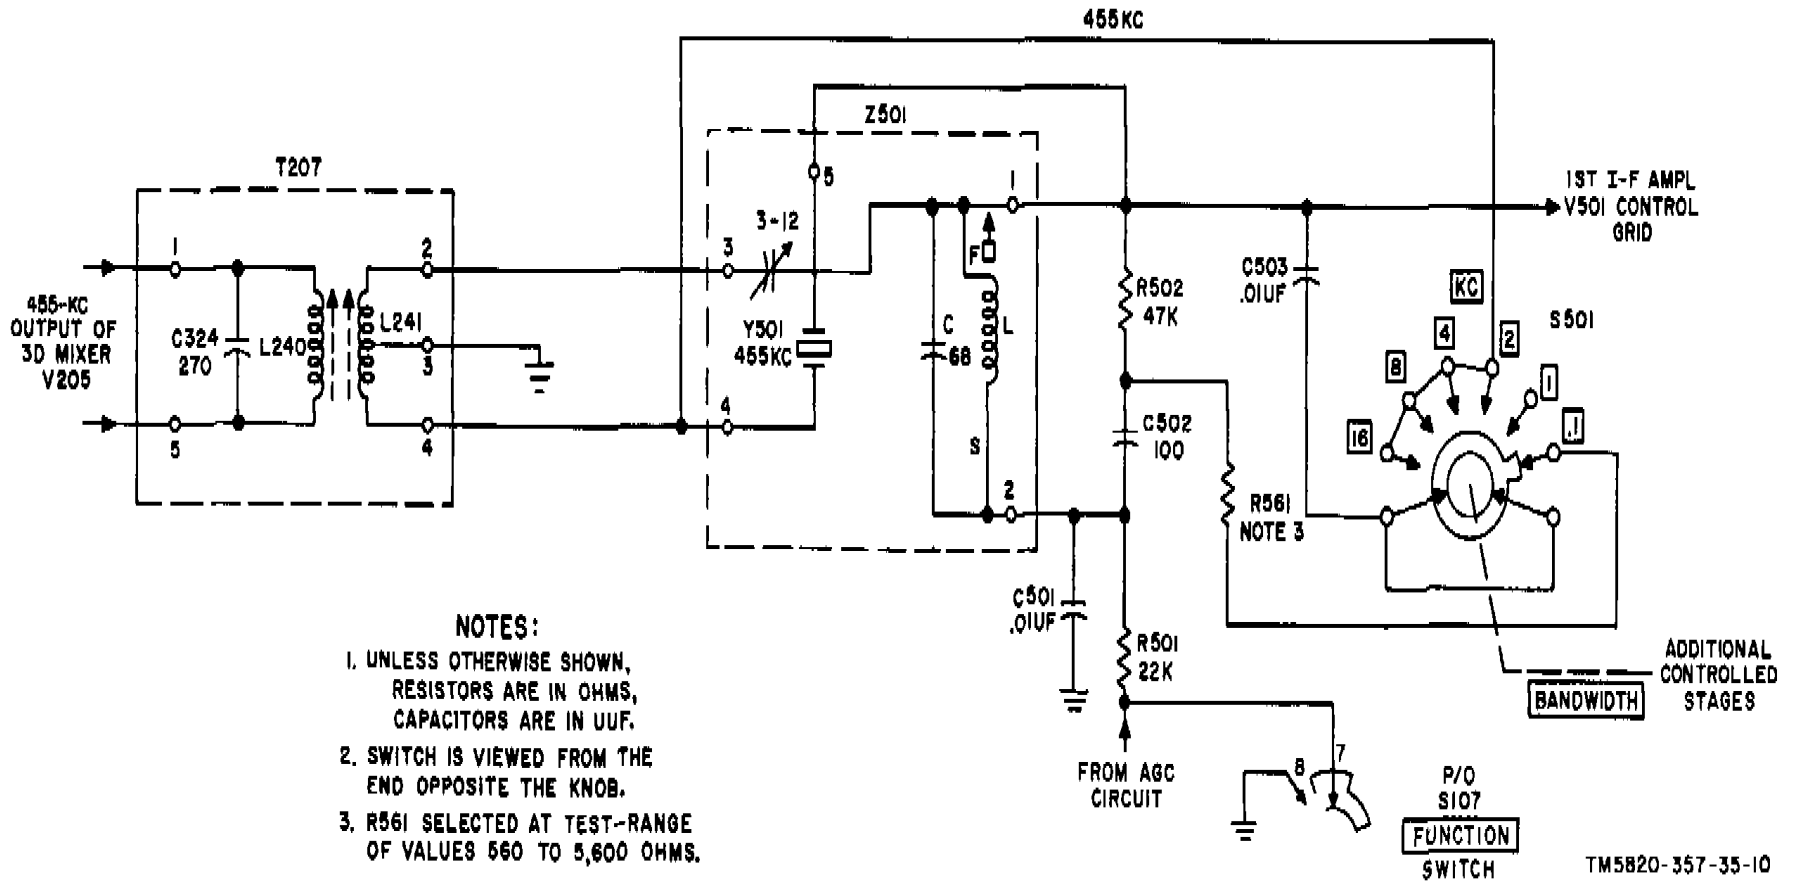 455KC
Z501
T207
1
2
455-KC
OUTPUT OF
3D MIXER
V205
C324
270
L240
L241
3
5
4
3
3-12
5
1
F
Y501
455KC
4
C
68
L
S
2
R502
47K
C502
100
C503
.01UF
1ST I-F AMPL
V501 CONTROL
GRID
KC
S501
16
8
4
2
1
.1
R561
NOTE 3
C501
.01UF
R501
22K
FROM AGC
CIRCUIT
8
7
P/O
S107
FUNCTION
SWITCH
ADDITIONAL
CONTROLLED
STAGES
BANDWIDTH
NOTES:
1. UNLESS OTHERWISE SHOWN,
RESISTORS ARE IN OHMS,
CAPACITORS ARE IN UUF.
2. SWITCH IS VIEWED FROM THE
END OPPOSITE THE KNOB.
3. R561 SELECTED AT TEST-RANGE
OF VALUES 560 TO 5,600 OHMS.
TM5820-357-35-10